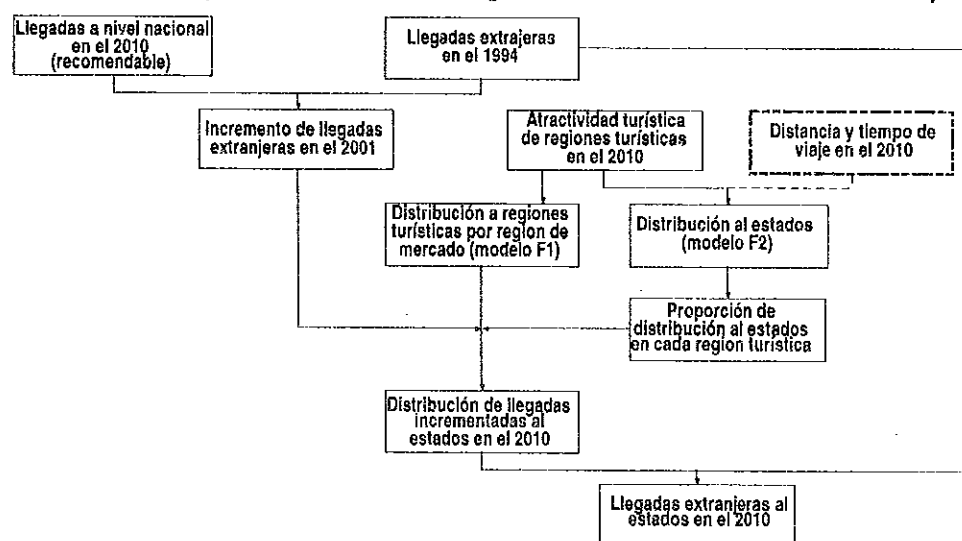 Llegadas a nivel nacional
en el 2010
(recomendable)
Llegadas extrajeras
en el 1994
Incremento de llegadas
extranjeras en el 2001
Atractividad turística
de regiones turísticas
en el 2010
Distancia y tiempo de
viaje en el 2010
Distribución a regiones
turísticas por region de
mercado (modelo F1)
Distribución al estados
(modelo F2)
Proporción de
distribución al estados
en cada region turística
Distribución de llegadas
incrementadas al
estados en el 2010
Llegadas extranjeras al
estados en el 2010